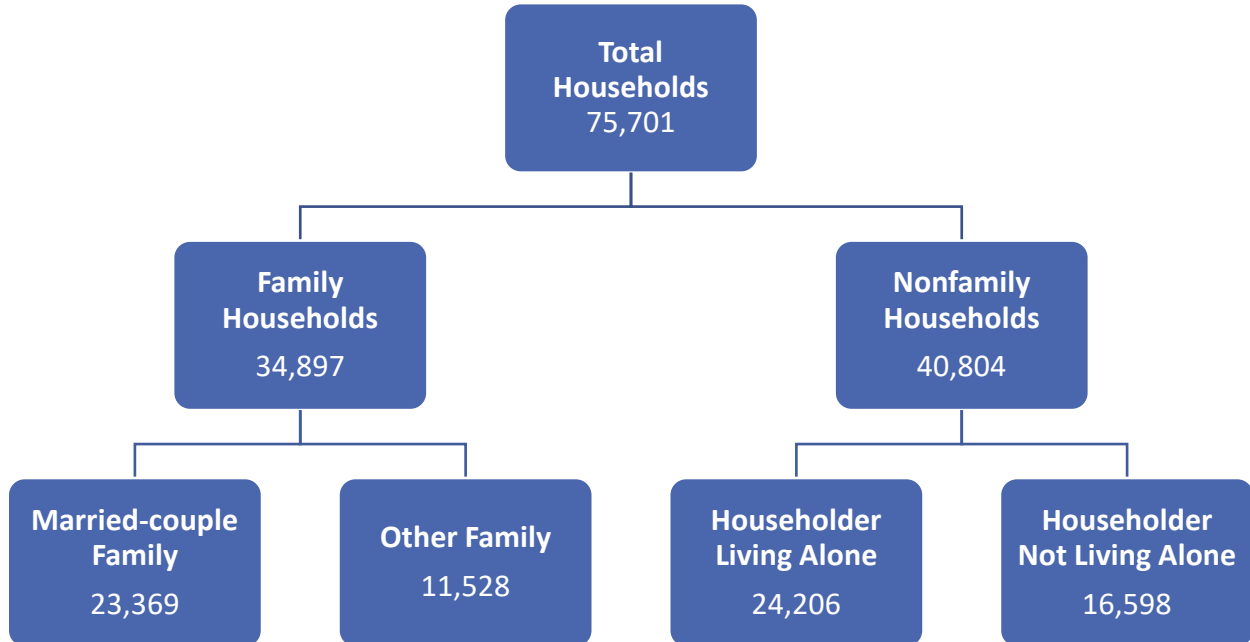 Total
Households
75,701
Family
Households
34,897
Nonfamily
Households
40,804
Married-couple
Family
23,369
Other Family
11,528
Householder
Living Alone
24,206
Householder
Not Living Alone
16,598